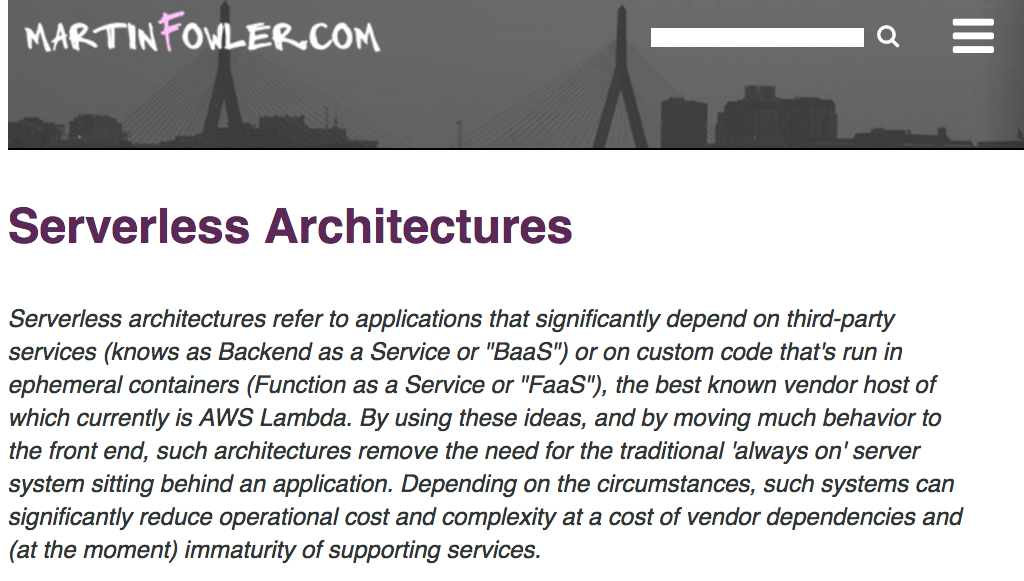 MARTINFOWLER.COM
Serverless Architectures
Serverless architectures refer to applications that significantly depend on third-party
services (knows as Backend as a Service or "BaaS") or on custom code that's run in
ephemeral containers (Function as a Service or "FaaS"), the best known vendor host of
which currently is AWS Lambda. By using these ideas, and by moving much behavior to
the front end, such architectures remove the need for the traditional 'always on' server
system sitting behind an application. Depending on the circumstances, such systems can
significantly reduce operational cost and complexity at a cost of vendor dependencies and
(at the moment) immaturity of supporting services.